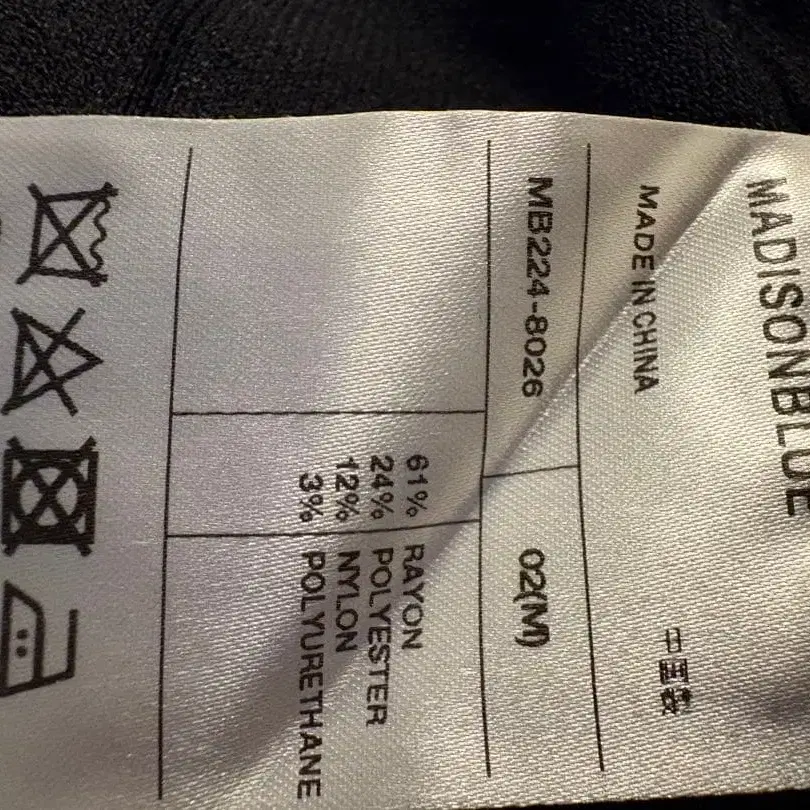 MADISONBLUE
MADE IN CHINA 中国製
MB224-8026 02(M)
61% RAYON
24% POLYESTER
12% NYLON
3% POLYURETHANE